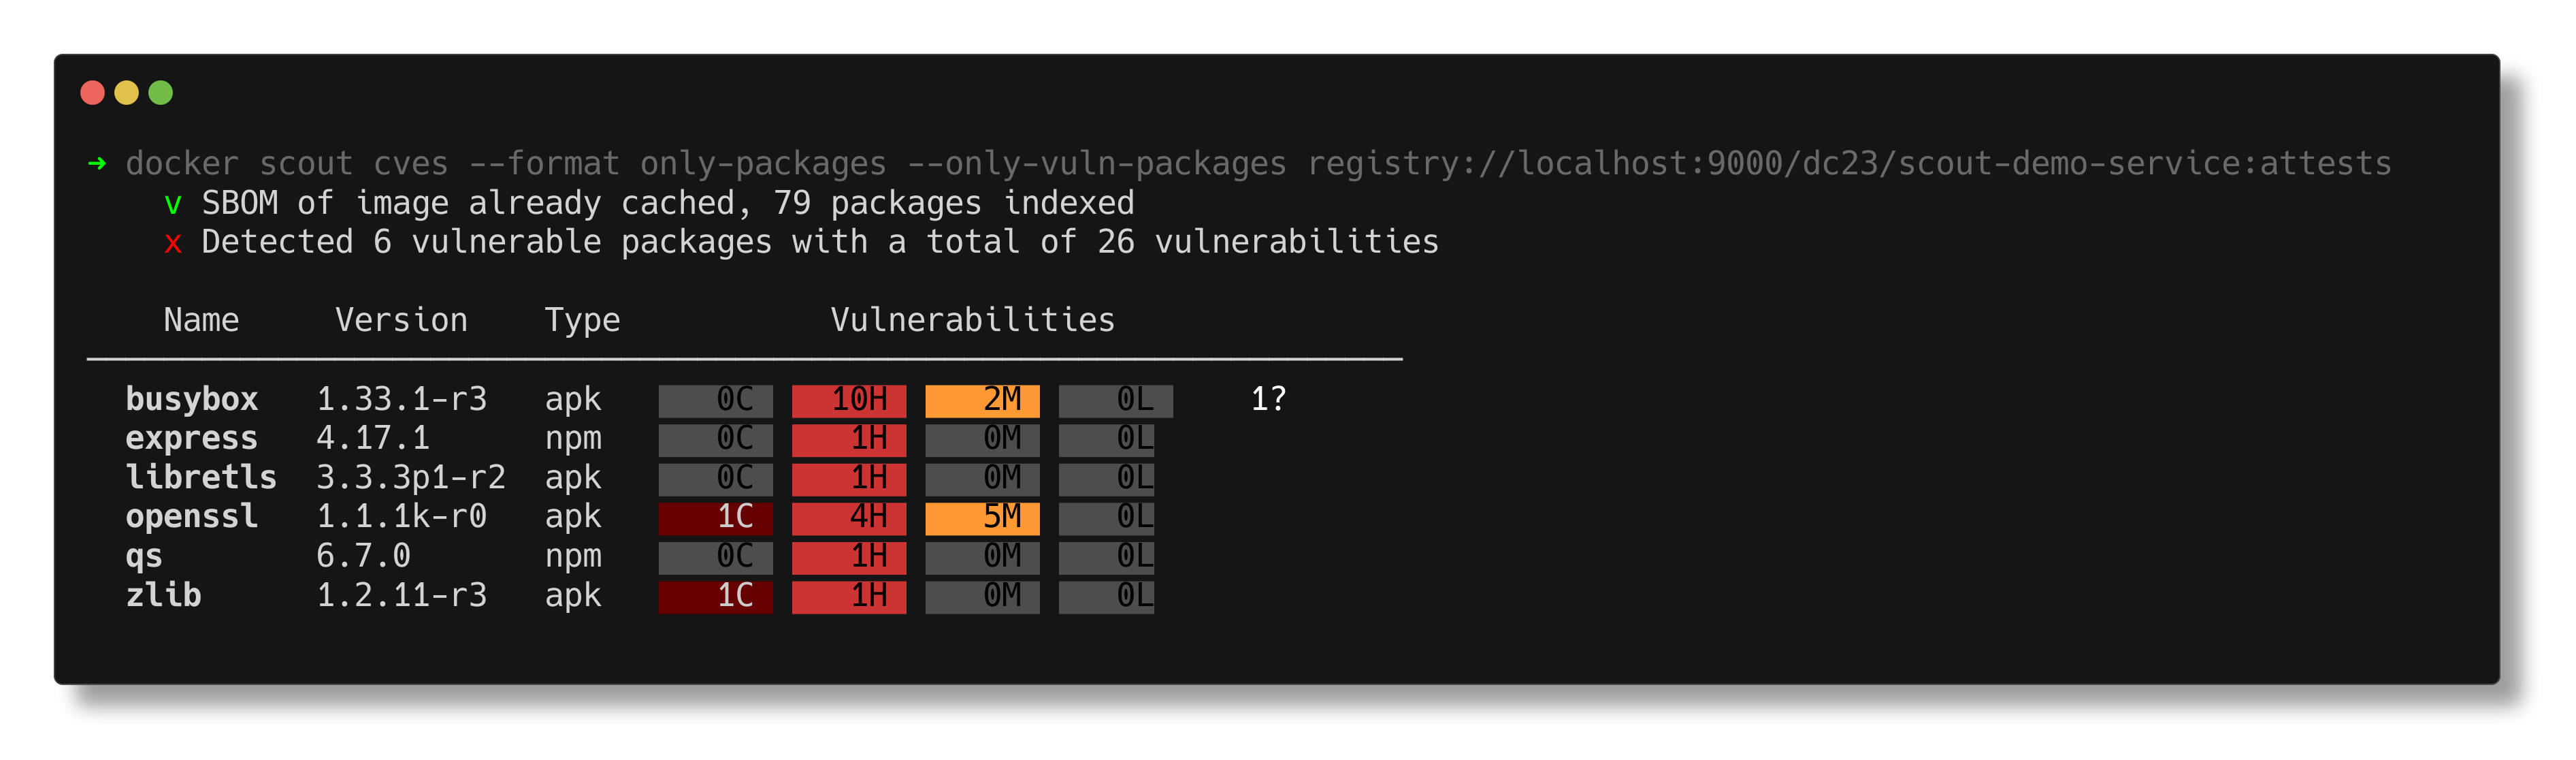 ➜ docker scout cves --format only-packages --only-vuln-packages registry://localhost:9000/dc23/scout-demo-service:attests
v SBOM of image already cached, 79 packages indexed
x Detected 6 vulnerable packages with a total of 26 vulnerabilities
Name Version Type Vulnerabilities
busybox 1.33.1-r3 apk 0C 10H 2M 0L 1?
express 4.17.1 npm 0C 1H 0M 0L
libretls 3.3.3p1-r2 apk 0C 1H 0M 0L
openssl 1.1.1k-r0 apk 1C 4H 5M 0L
qs 6.7.0 npm 0C 1H 0M 0L
zlib 1.2.11-r3 apk 1C 1H 0M 0L